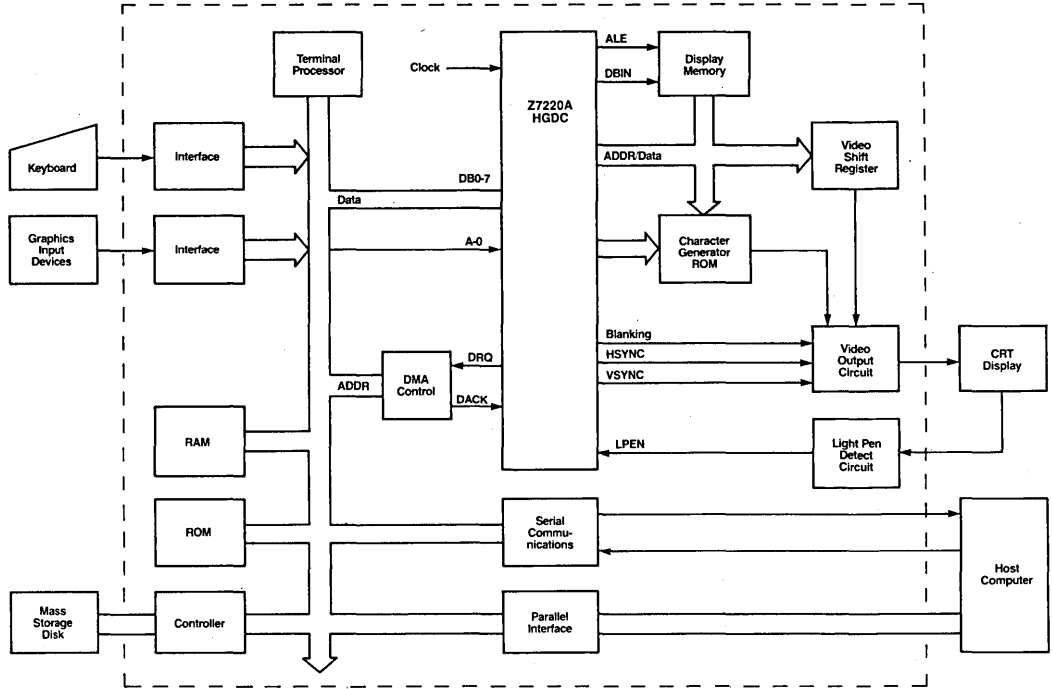 Terminal
Processor
Clock
Z7220A
HGDC
ALE
DBIN
Display
Memory
Keyboard
Interface
ADDR/Data
Video
Shift
Register
DB0-7
Data
Graphics
Input
Devices
Interface
A-0
Character
Generator
ROM
Blanking
HSYNC
VSYNC
Video
Output
Circuit
CRT
Display
DRQ
ADDR
DMA
Control
DACK
RAM
LPEN
Light Pen
Detect
Circuit
ROM
Serial
Commu-
nications
Host
Computer
Mass
Storage
Disk
Controller
Parallel
Interface